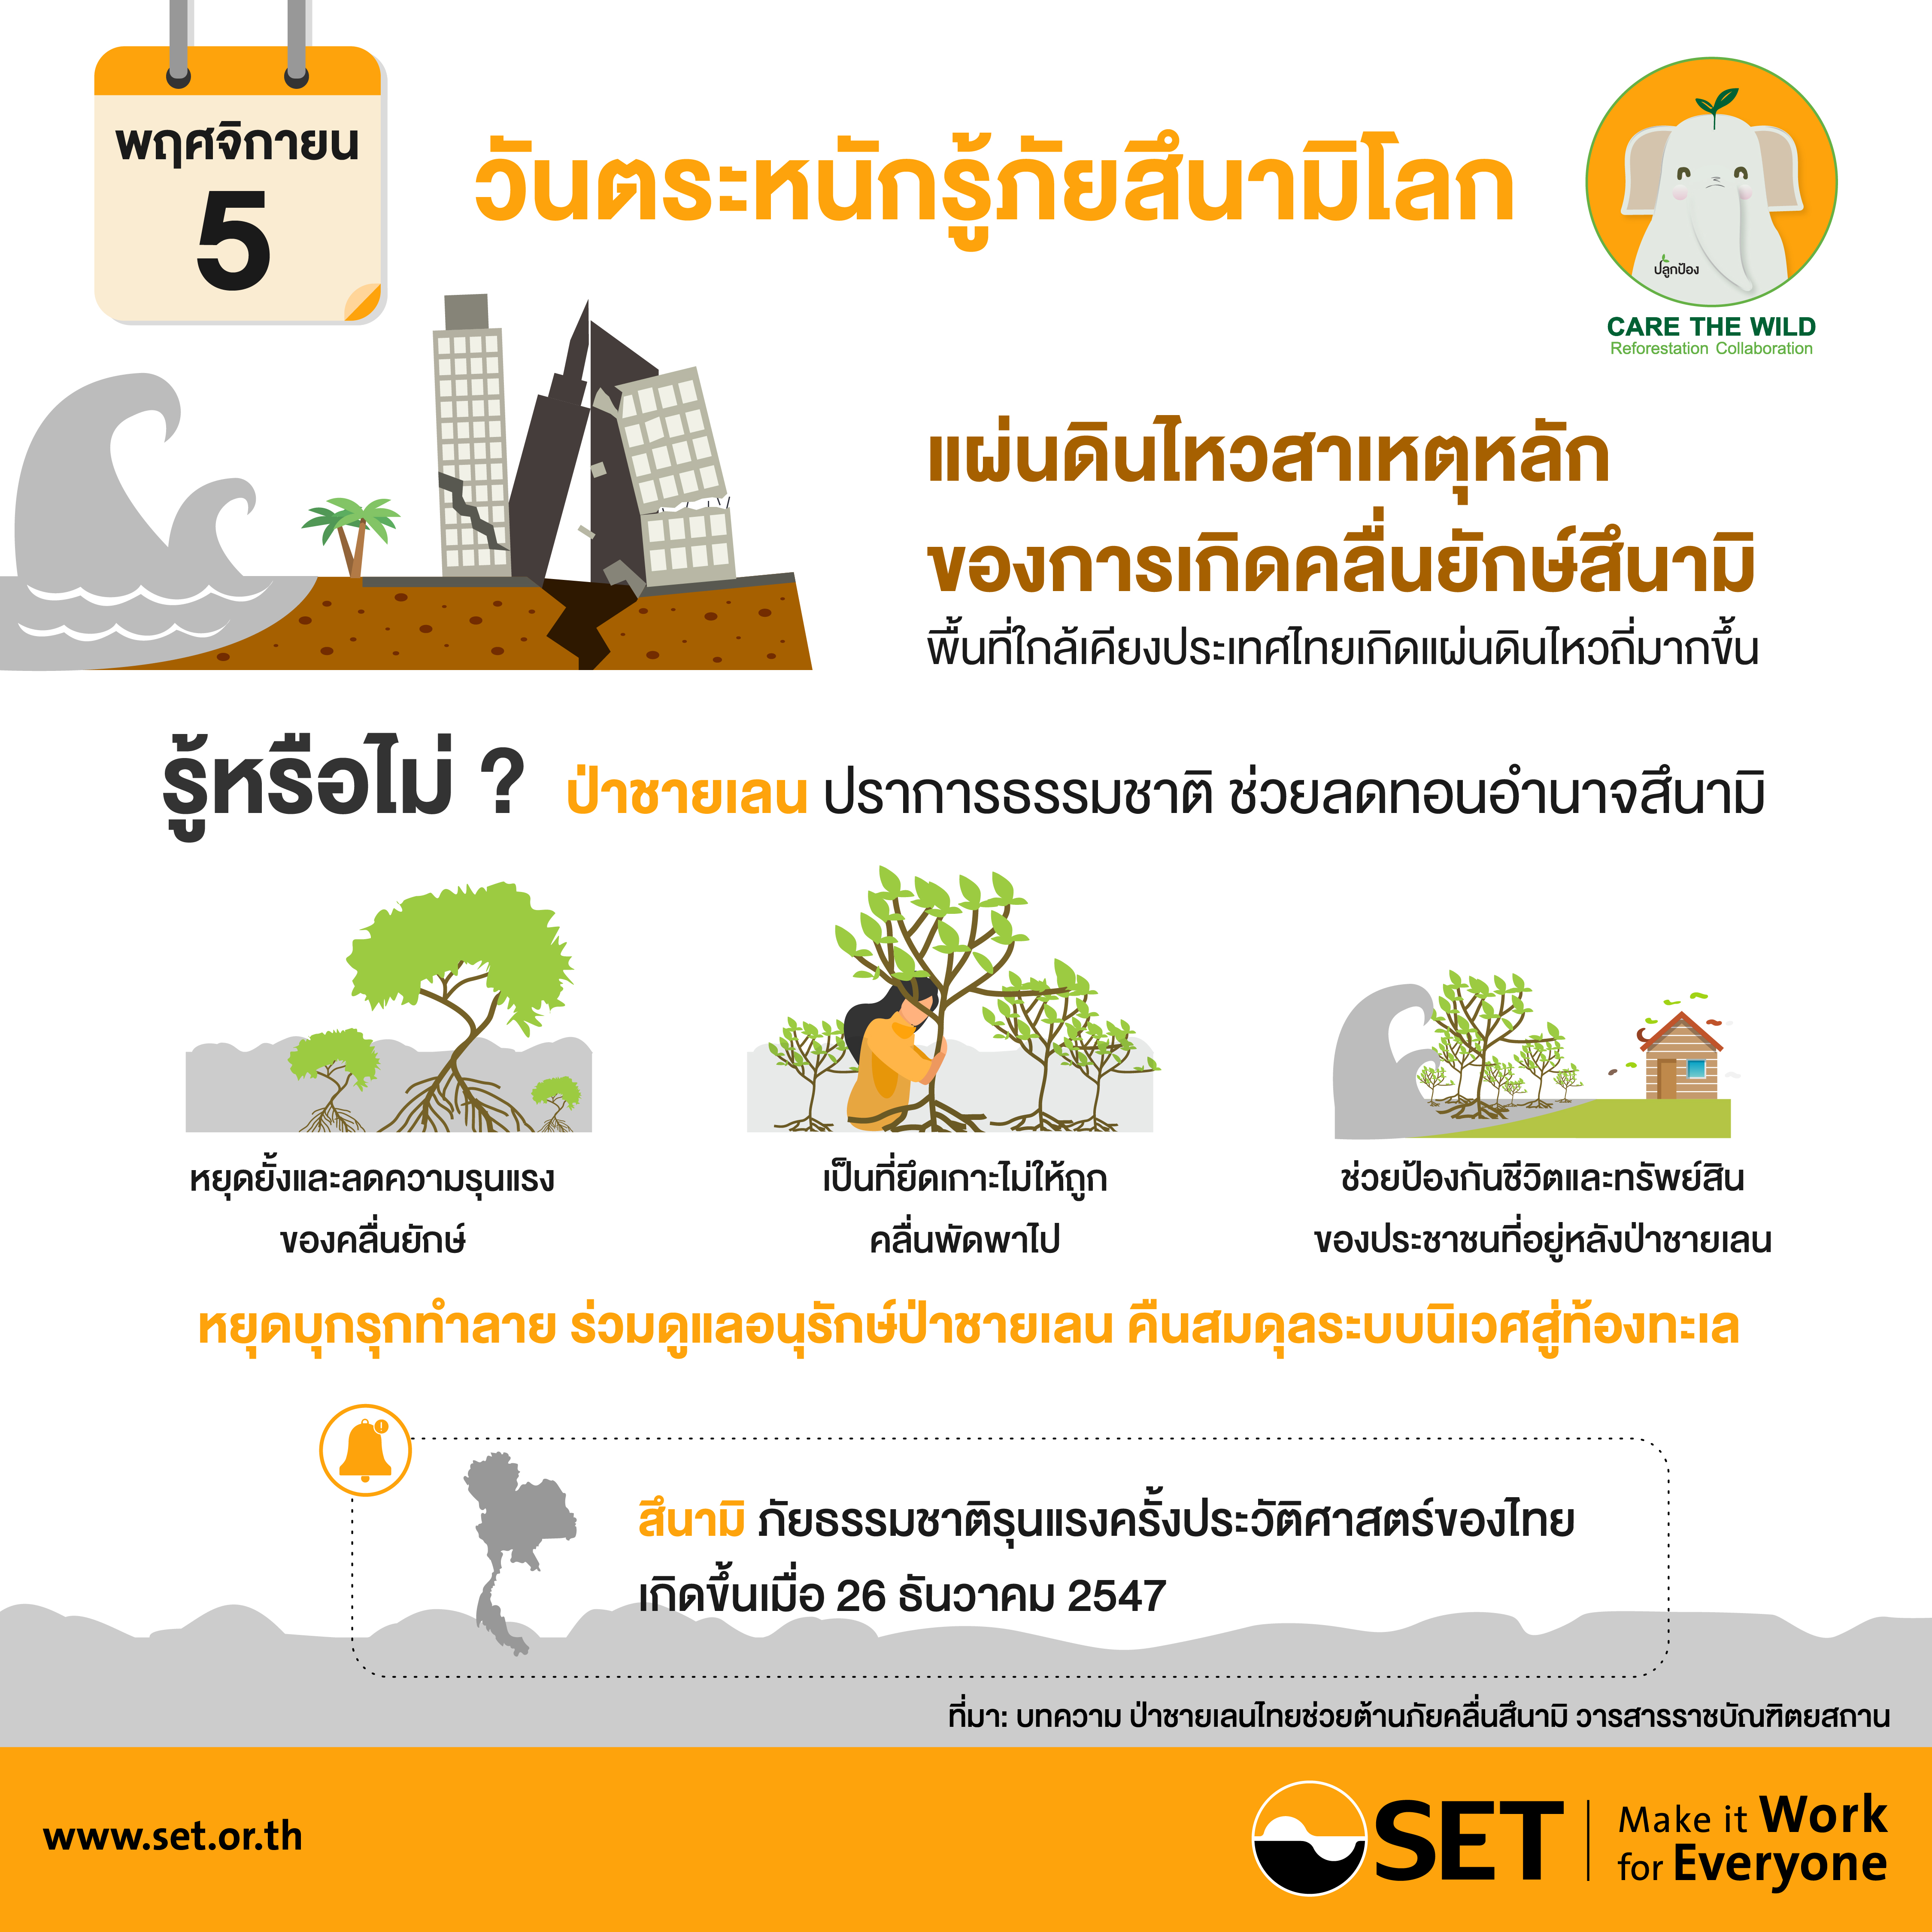 พฤศจิกายน
5
วันตระหนักรู้ภัยสึนามิโลก
ปลูกป้อง
CARE THE WILD
Reforestation Collaboration
แผ่นดินไหวสาเหตุหลัก
ของการเกิดคลื่นยักษ์สึนามิ
พื้นที่ใกล้เคียงประเทศไทยเกิดแผ่นดินไหวถี่มากขึ้น
รู้หรือไม่ ? ป่าชายเลน ปราการธรรมชาติ ช่วยลดทอนอำนาจสึนามิ
หยุดยั้งและลดความรุนแรง
ของคลื่นยักษ์
เป็นที่ยึดเกาะไม่ให้ถูก
คลื่นพัดพาไป
ช่วยป้องกันชีวิตและทรัพย์สิน
ของประชาชนที่อยู่หลังป่าชายเลน
หยุดบุกรุกทำลาย ร่วมดูแลอนุรักษ์ป่าชายเลน คืนสมดุลระบบนิเวศสู่ท้องทะเล
สึนามิ ภัยธรรมชาติรุนแรงครั้งประวัติศาสตร์ของไทย
เกิดขึ้นเมื่อ 26 ธันวาคม 2547
ที่มา: บทความ ป่าชายเลนไทยช่วยต้านภัยคลื่นสึนามิ วารสารราชบัณฑิตยสถาน
www.set.or.th
SET
Make it Work
for Everyone